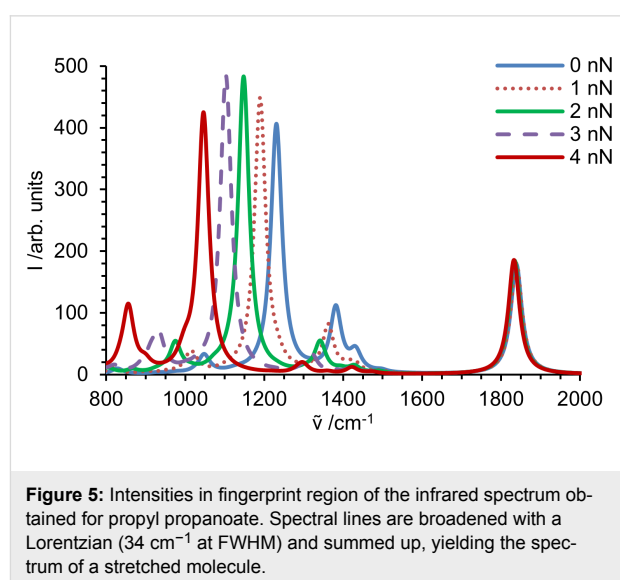 500
400
300
200
100
0
I /arb. units
0 nN
1 nN
2 nN
3 nN
4 nN
800 1000 1200 1400 1600 1800 2000
ṽ /cm⁻¹
Figure 5: Intensities in fingerprint region of the infrared spectrum ob-
tained for propyl propanoate. Spectral lines are broadened with a
Lorentzian (34 cm⁻¹ at FWHM) and summed up, yielding the spec-
trum of a stretched molecule.